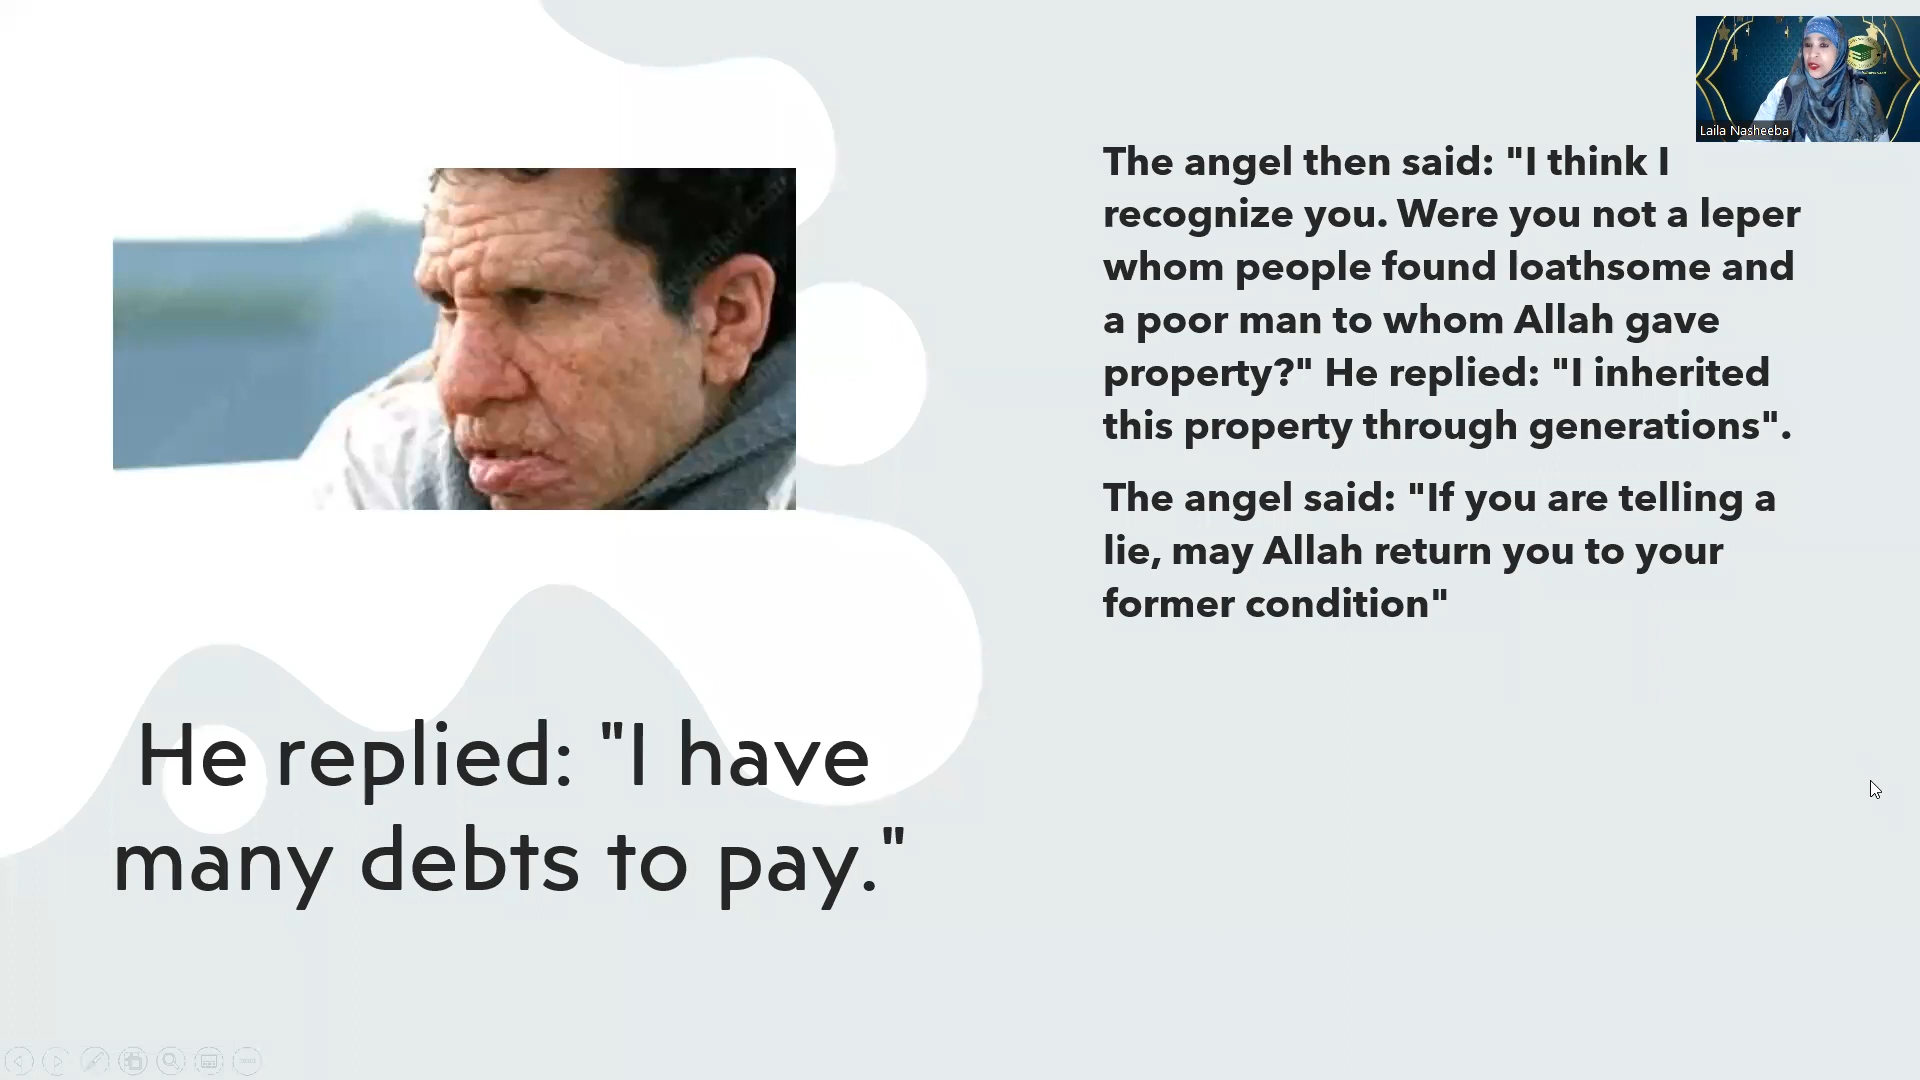 Laila Nasheeba
The angel then said: "I think I
recognize you. Were you not a leper
whom people found loathsome and
a poor man to whom Allah gave
property?" He replied: "I inherited
this property through generations".
The angel said: "If you are telling a
lie, may Allah return you to your
former condition"
He replied: "I have
many debts to pay."